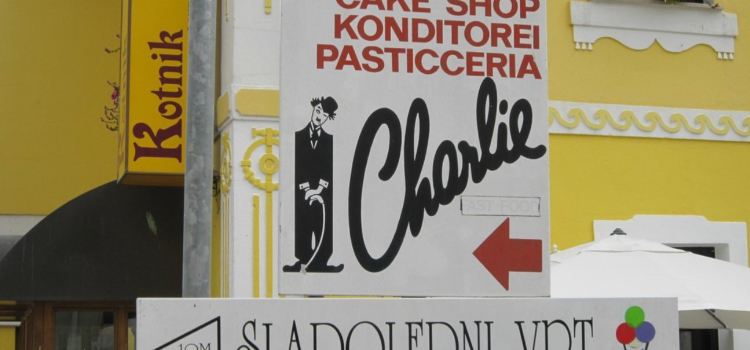 CAKE SHOP
KONDITOREI
PASTICCERIA
Kotnik
Charlie
FAST FOOD
10M
SLADOLEDNI VRT